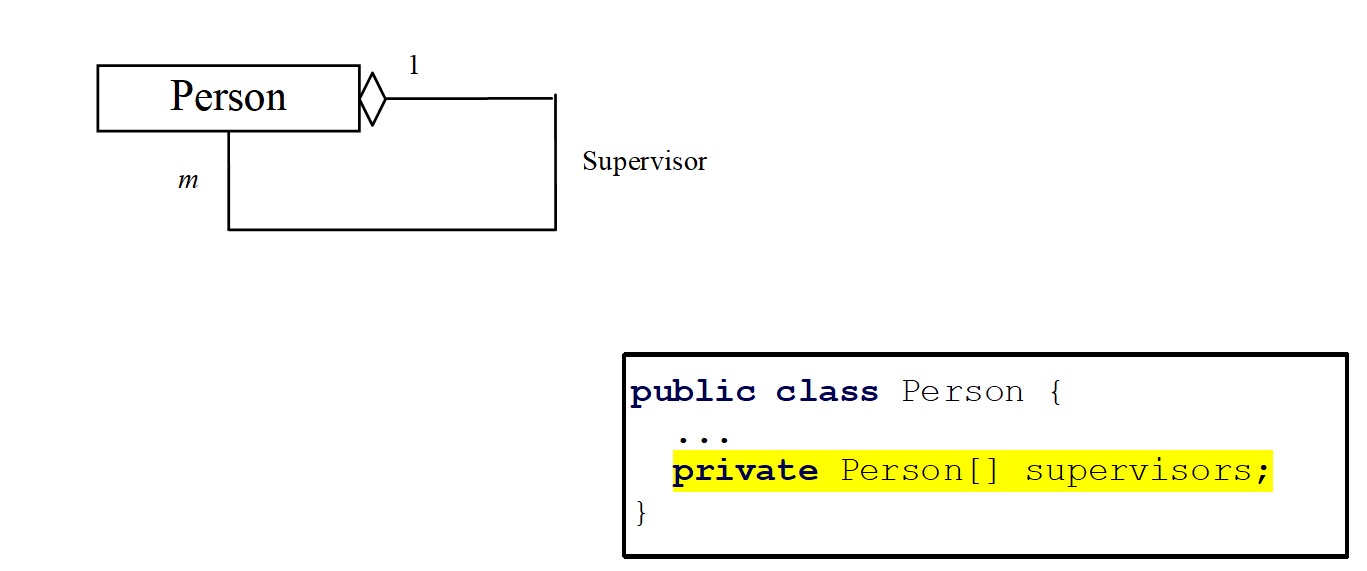 1
Person
Supervisor
m
public class Person {
...
private Person[] supervisors;
}